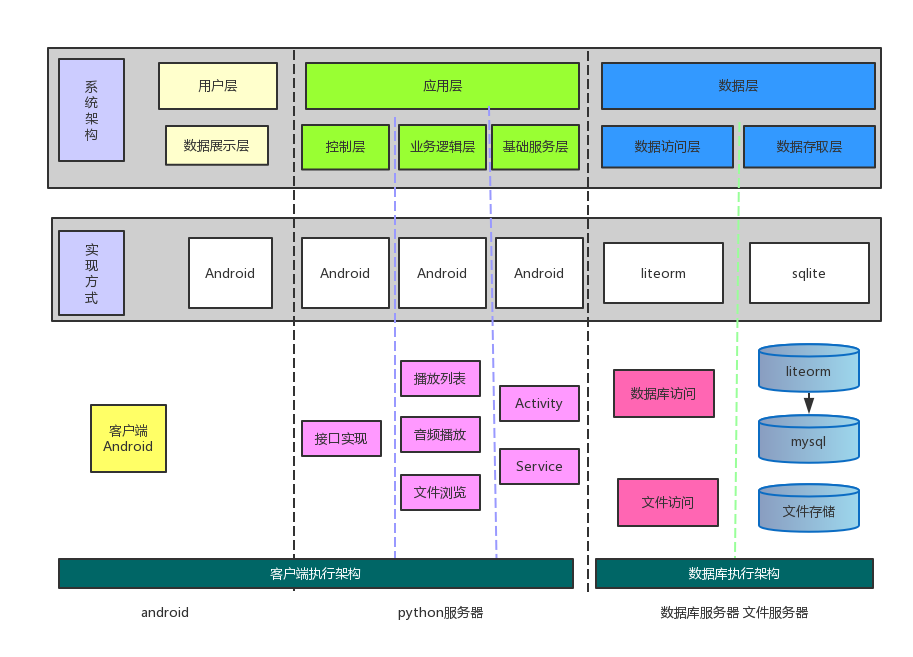 系
统
架
构
用户层
应用层
数据层
数据展示层
控制层
业务逻辑层
基础服务层
数据访问层
数据存取层
实
现
方
式
Android
Android
Android
Android
liteorm
sqlite
客户端
Android
接口实现
播放列表
音频播放
文件浏览
Activity
Service
数据库访问
文件访问
liteorm
mysql
文件存储
客户端执行架构
数据库执行架构
android
python服务器
数据库服务器 文件服务器